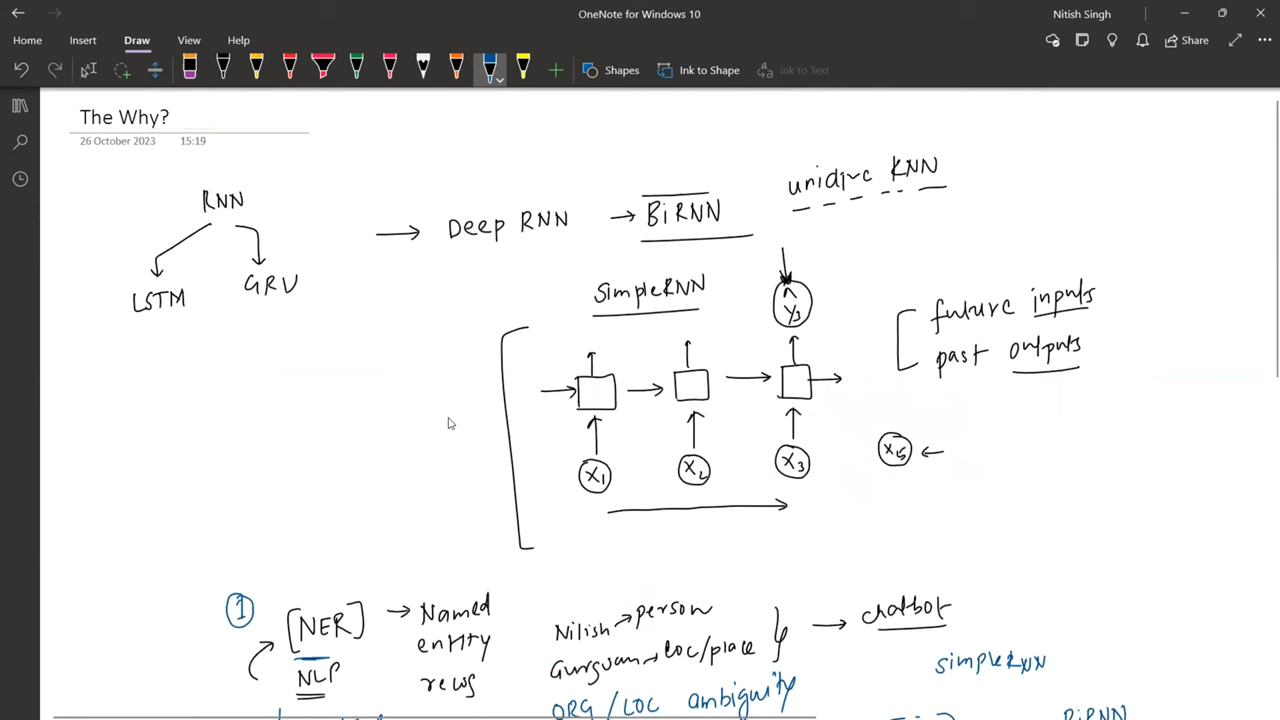 OneNote for Windows 10
Nitish Singh
Home Insert Draw View Help
Share
Shapes
Ink to Shape
Ink to Text
The Why?
26 October 2023 15:19
RNN
LSTM
GRU
Deep RNN
BiRNN
unidirc RNN
SimpleRNN
ŷ3
future inputs
past outputs
X1
X2
X3
X5
1
[NER]
NLP
Named
entity
Nitish → person
loc/place
ORG/LOC ambiguity
chatbot
simpleRNN
BiRNN